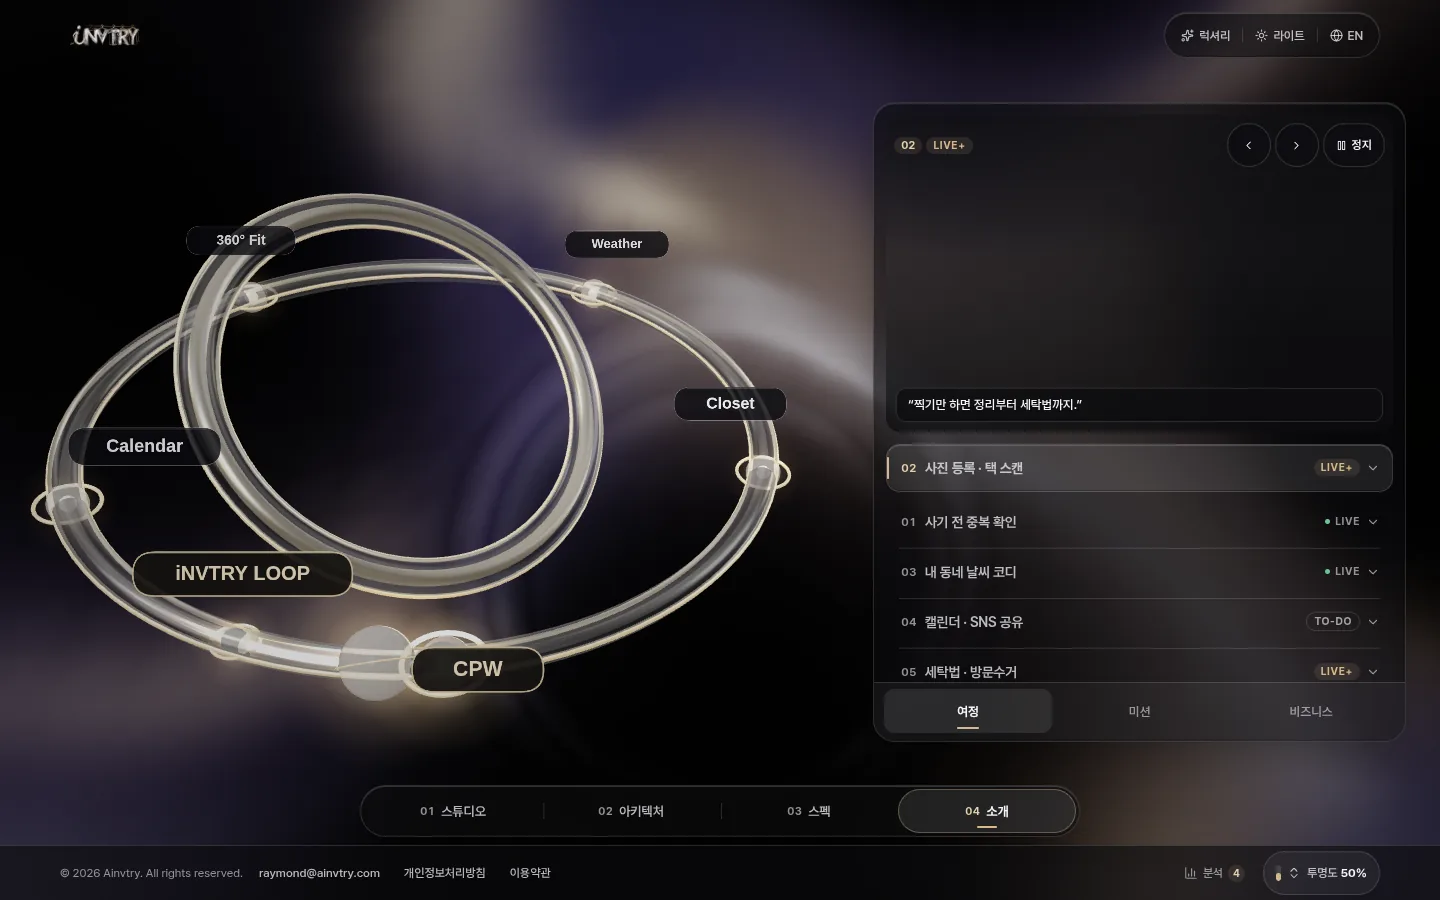 iNVTRY
럭셔리
라이트
EN
02 LIVE+
정지
360° Fit
Weather
Closet
Calendar
iNVTRY LOOP
CPW
“찍기만 하면 정리부터 세탁법까지.”
02 사진 등록 · 택 스캔 LIVE+
01 사기 전 중복 확인 LIVE
03 내 동네 날씨 코디 LIVE
04 캘린더 · SNS 공유 TO-DO
05 세탁법 · 방문수거 LIVE+
여정
미션
비즈니스
01 스튜디오
02 아키텍처
03 스펙
04 소개
© 2026 Ainvtry. All rights reserved. raymond@ainvtry.com 개인정보처리방침 이용약관
분석 4
투명도 50%